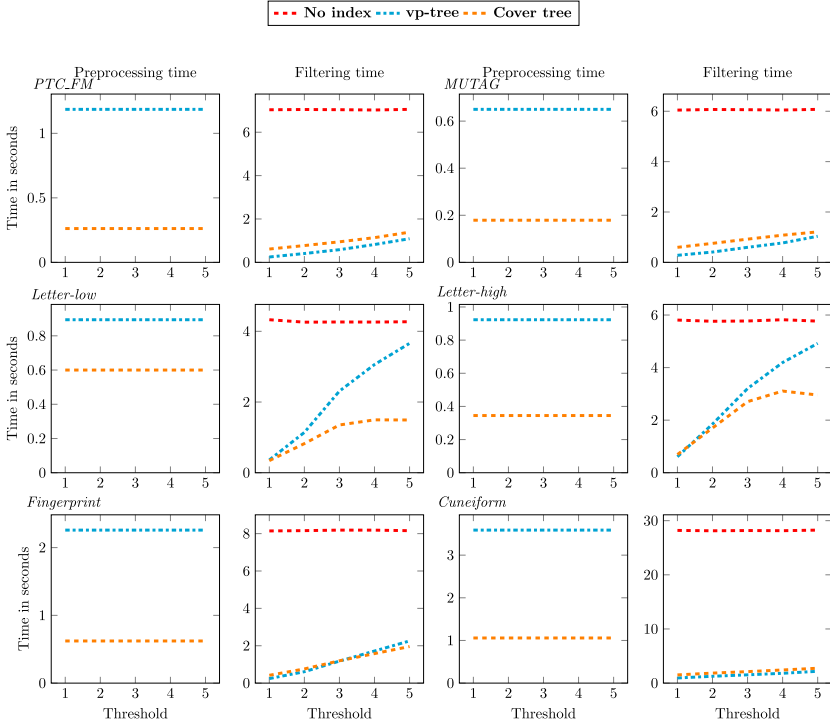 No index vp-tree Cover tree
Preprocessing time Filtering time Preprocessing time Filtering time
PTC_FM MUTAG
Time in seconds
0 0.5 1
1 2 3 4 5
0 2 4 6
1 2 3 4 5
0 0.2 0.4 0.6
1 2 3 4 5
0 2 4 6
1 2 3 4 5
Letter-low Letter-high
Time in seconds
0 0.2 0.4 0.6 0.8
1 2 3 4 5
0 2 4
1 2 3 4 5
0 0.2 0.4 0.6 0.8 1
1 2 3 4 5
0 2 4 6
1 2 3 4 5
Fingerprint Cuneiform
Time in seconds
0 1 2
1 2 3 4 5
Threshold
0 2 4 6 8
1 2 3 4 5
Threshold
0 1 2 3
1 2 3 4 5
Threshold
0 10 20 30
1 2 3 4 5
Threshold